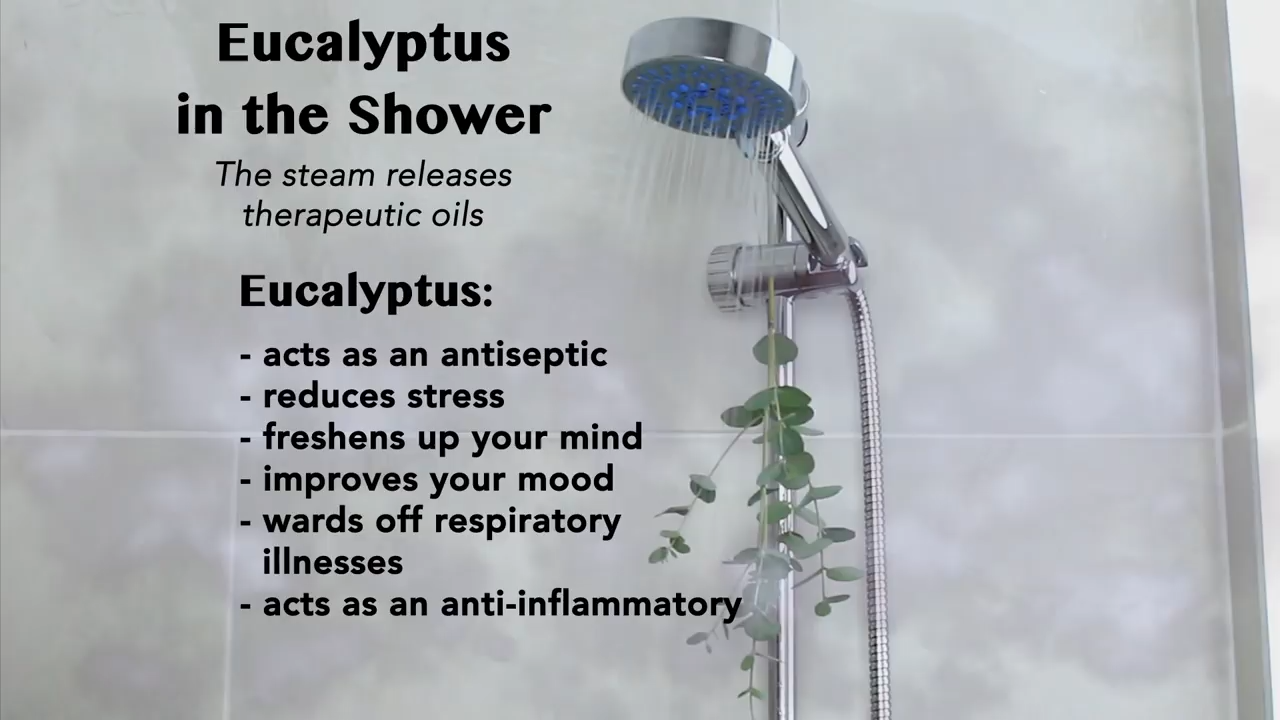 Eucalyptus
in the Shower
The steam releases
therapeutic oils
Eucalyptus:
- acts as an antiseptic
- reduces stress
- freshens up your mind
- improves your mood
- wards off respiratory
illnesses
- acts as an anti-inflammatory